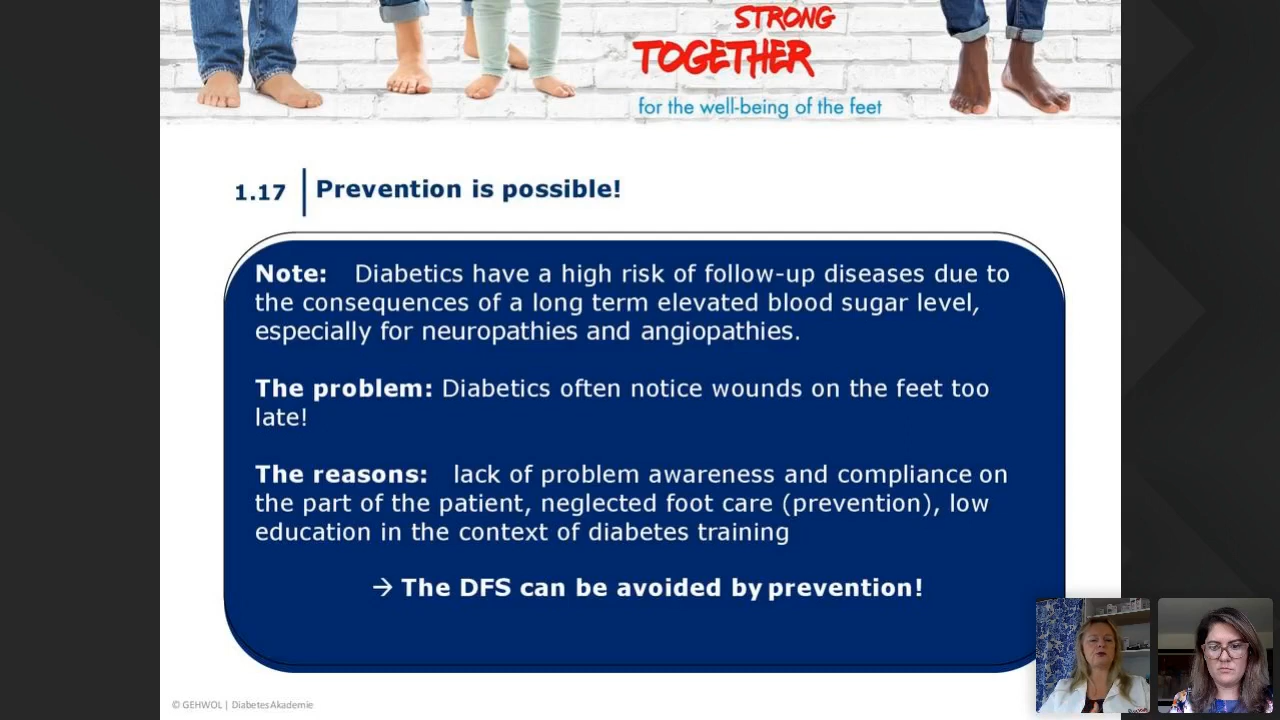 STRONG
TOGETHER
for the well-being of the feet
1.17 Prevention is possible!
Note: Diabetics have a high risk of follow-up diseases due to
the consequences of a long term elevated blood sugar level,
especially for neuropathies and angiopathies.
The problem: Diabetics often notice wounds on the feet too
late!
The reasons: lack of problem awareness and compliance on
the part of the patient, neglected foot care (prevention), low
education in the context of diabetes training
→ The DFS can be avoided by prevention!
© GEHWOL | Diabetes Akademie